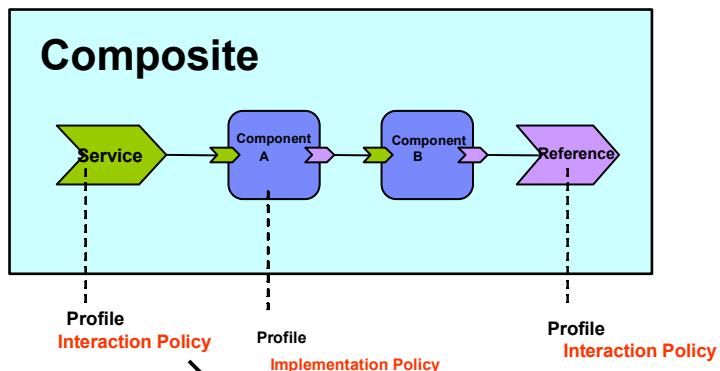 Composite
Service
Component
A
Component
B
Reference
Profile
Interaction Policy
Profile
Implementation Policy
Profile
Interaction Policy